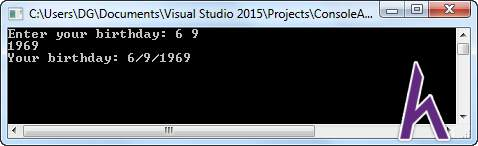 C:\Users\DG\Documents\Visual Studio 2015\Projects\ConsoleA...
Enter your birthday: 6 9
1969
Your birthday: 6/9/1969